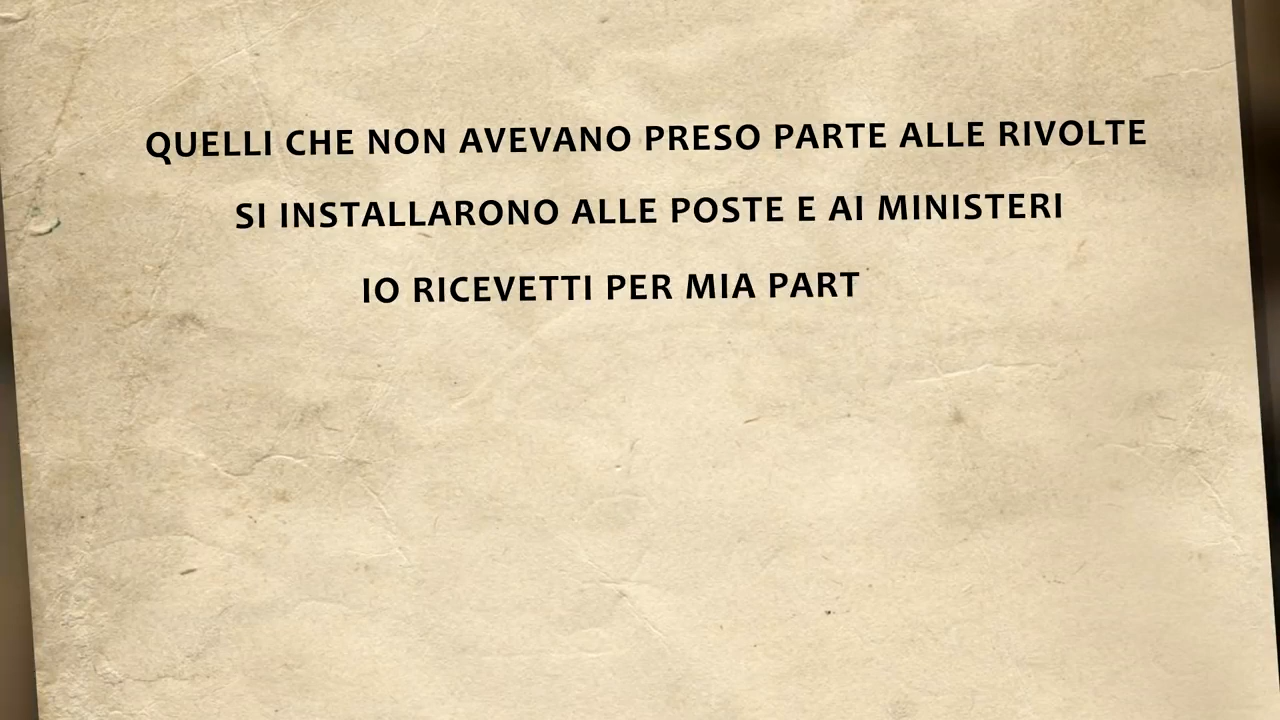 QUELLI CHE NON AVEVANO PRESO PARTE ALLE RIVOLTE
SI INSTALLARONO ALLE POSTE E AI MINISTERI
IO RICEVETTI PER MIA PART